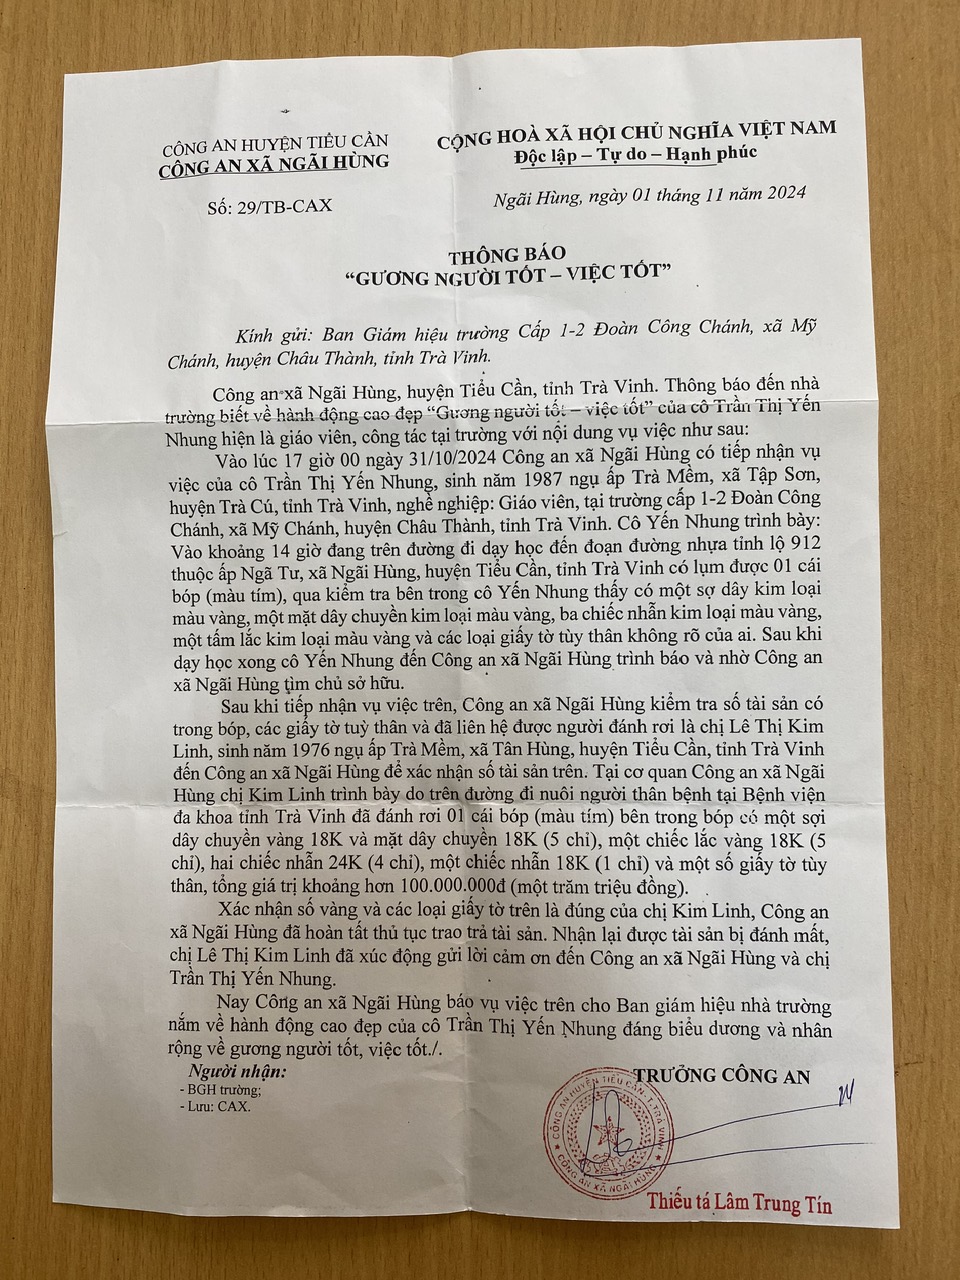 CÔNG AN HUYỆN TIỂU CẦN
CÔNG AN XÃ NGÃI HÙNG
Số: 29/TB-CAX
CỘNG HOÀ XÃ HỘI CHỦ NGHĨA VIỆT NAM
Độc lập – Tự do – Hạnh phúc
Ngãi Hùng, ngày 01 tháng 11 năm 2024
THÔNG BÁO
“GƯƠNG NGƯỜI TỐT – VIỆC TỐT”
Kính gửi: Ban Giám hiệu trường Cấp 1-2 Đoàn Công Chánh, xã Mỹ
Chánh, huyện Châu Thành, tỉnh Trà Vinh.
Công an xã Ngãi Hùng, huyện Tiểu Cần, tỉnh Trà Vinh. Thông báo đến nhà
trường biết về hành động cao đẹp “Gương người tốt – việc tốt” của cô Trần Thị Yến
Nhung hiện là giáo viên, công tác tại trường với nội dung vụ việc như sau:
Vào lúc 17 giờ 00 ngày 31/10/2024 Công an xã Ngãi Hùng có tiếp nhận vụ
việc của cô Trần Thị Yến Nhung, sinh năm 1987 ngụ ấp Trà Mềm, xã Tập Sơn,
huyện Trà Cú, tỉnh Trà Vinh, nghề nghiệp: Giáo viên, tại trường cấp 1-2 Đoàn Công
Chánh, xã Mỹ Chánh, huyện Châu Thành, tỉnh Trà Vinh. Cô Yến Nhung trình bày:
Vào khoảng 14 giờ đang trên đường đi dạy học đến đoạn đường nhựa tỉnh lộ 912
thuộc ấp Ngã Tư, xã Ngãi Hùng, huyện Tiểu Cần, tỉnh Trà Vinh có lụm được 01 cái
bóp (màu tím), qua kiểm tra bên trong cô Yến Nhung thấy có một sợ dây kim loại
màu vàng, một mặt dây chuyền kim loại màu vàng, ba chiếc nhẫn kim loại màu vàng,
một tấm lắc kim loại màu vàng và các loại giấy tờ tùy thân không rõ của ai. Sau khi
dạy học xong cô Yến Nhung đến Công an xã Ngãi Hùng trình báo và nhờ Công an
xã Ngãi Hùng tìm chủ sở hữu.
Sau khi tiếp nhận vụ việc trên, Công an xã Ngãi Hùng kiểm tra số tài sản có
trong bóp, các giấy tờ tuỳ thân và đã liên hệ được người đánh rơi là chị Lê Thị Kim
Linh, sinh năm 1976 ngụ ấp Trà Mềm, xã Tân Hùng, huyện Tiểu Cần, tỉnh Trà Vinh
đến Công an xã Ngãi Hùng để xác nhận số tài sản trên. Tại cơ quan Công an xã Ngãi
Hùng chị Kim Linh trình bày do trên đường đi nuôi người thân bệnh tại Bệnh viện
đa khoa tỉnh Trà Vinh đã đánh rơi 01 cái bóp (màu tím) bên trong bóp có một sợi
dây chuyền vàng 18K và mặt dây chuyền 18K (5 chỉ), một chiếc lắc vàng 18K (5
chỉ), hai chiếc nhẫn 24K (4 chỉ), một chiếc nhẫn 18K (1 chỉ) và một số giấy tờ tùy
thân, tổng giá trị khoảng hơn 100.000.000đ (một trăm triệu đồng).
Xác nhận số vàng và các loại giấy tờ trên là đúng của chị Kim Linh, Công an
xã Ngãi Hùng đã hoàn tất thủ tục trao trả tài sản. Nhận lại được tài sản bị đánh mất,
chị Lê Thị Kim Linh đã xúc động gửi lời cảm ơn đến Công an xã Ngãi Hùng và chị
Trần Thị Yến Nhung.
Nay Công an xã Ngãi Hùng báo vụ việc trên cho Ban giám hiệu nhà trường
nắm về hành động cao đẹp của cô Trần Thị Yến Nhung đáng biểu dương và nhân
rộng về gương người tốt, việc tốt./.
Người nhận:
- BGH trường;
- Lưu: CAX.
TRƯỞNG CÔNG AN
CÔNG AN HUYỆN TIỂU CẦN - T.TRÀ VINH
CÔNG AN XÃ NGÃI HÙNG
Thiếu tá Lâm Trung Tín